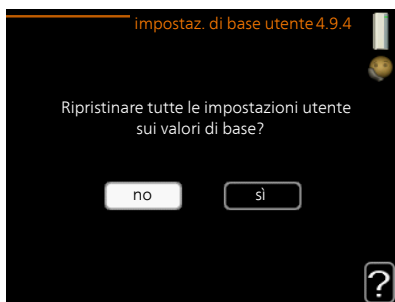 impostaz. di base utente 4.9.4
Ripristinare tutte le impostazioni utente
sui valori di base?
no sì
?